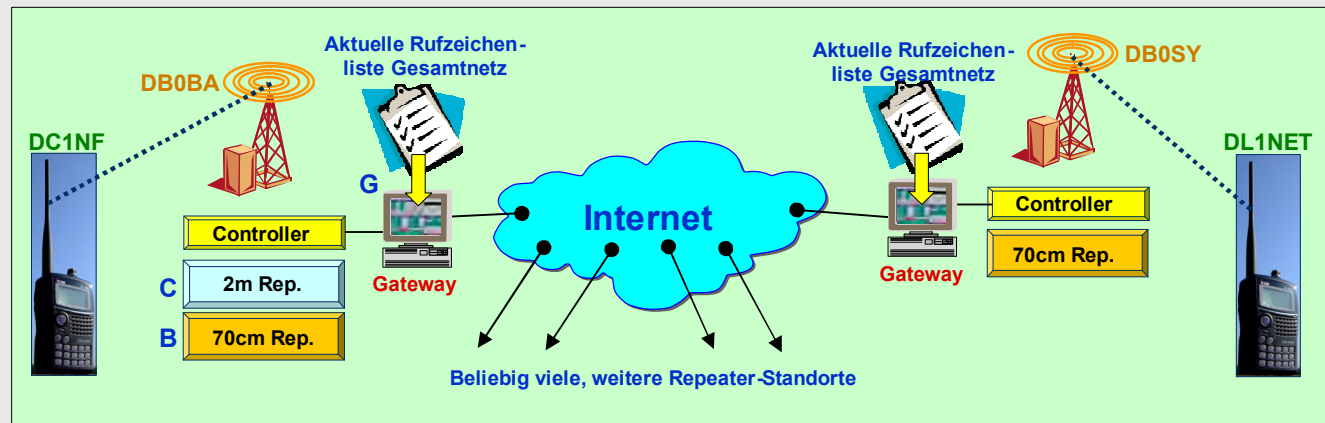 Aktuelle Rufzeichen-
liste Gesamtnetz
DB0BA
DC1NF
G
Controller
Gateway
C
2m Rep.
B
70cm Rep.
Internet
Beliebig viele, weitere Repeater-Standorte
Aktuelle Rufzeichen-
liste Gesamtnetz
DB0SY
DL1NET
Controller
Gateway
70cm Rep.